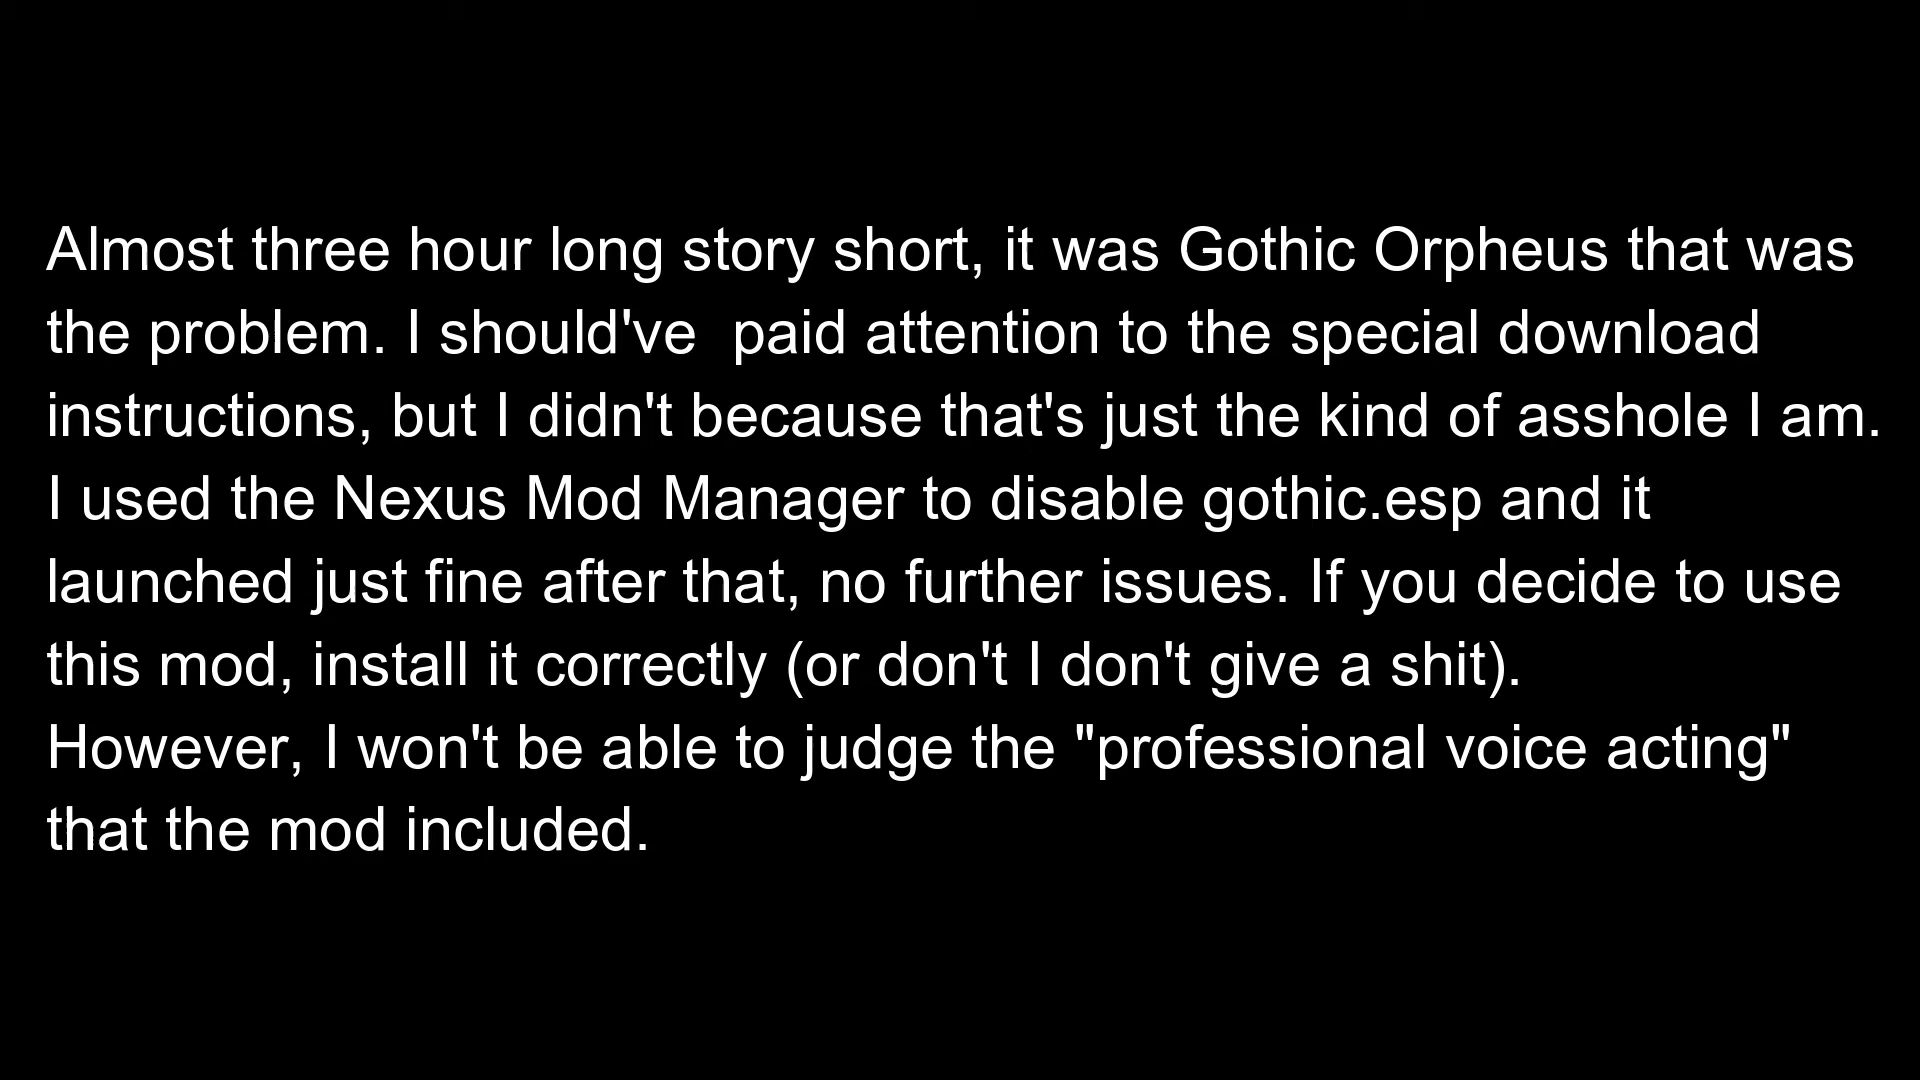 Almost three hour long story short, it was Gothic Orpheus that was
the problem. I should've  paid attention to the special download
instructions, but I didn't because that's just the kind of asshole I am.
I used the Nexus Mod Manager to disable gothic.esp and it
launched just fine after that, no further issues. If you decide to use
this mod, install it correctly (or don't I don't give a shit).
However, I won't be able to judge the "professional voice acting"
that the mod included.